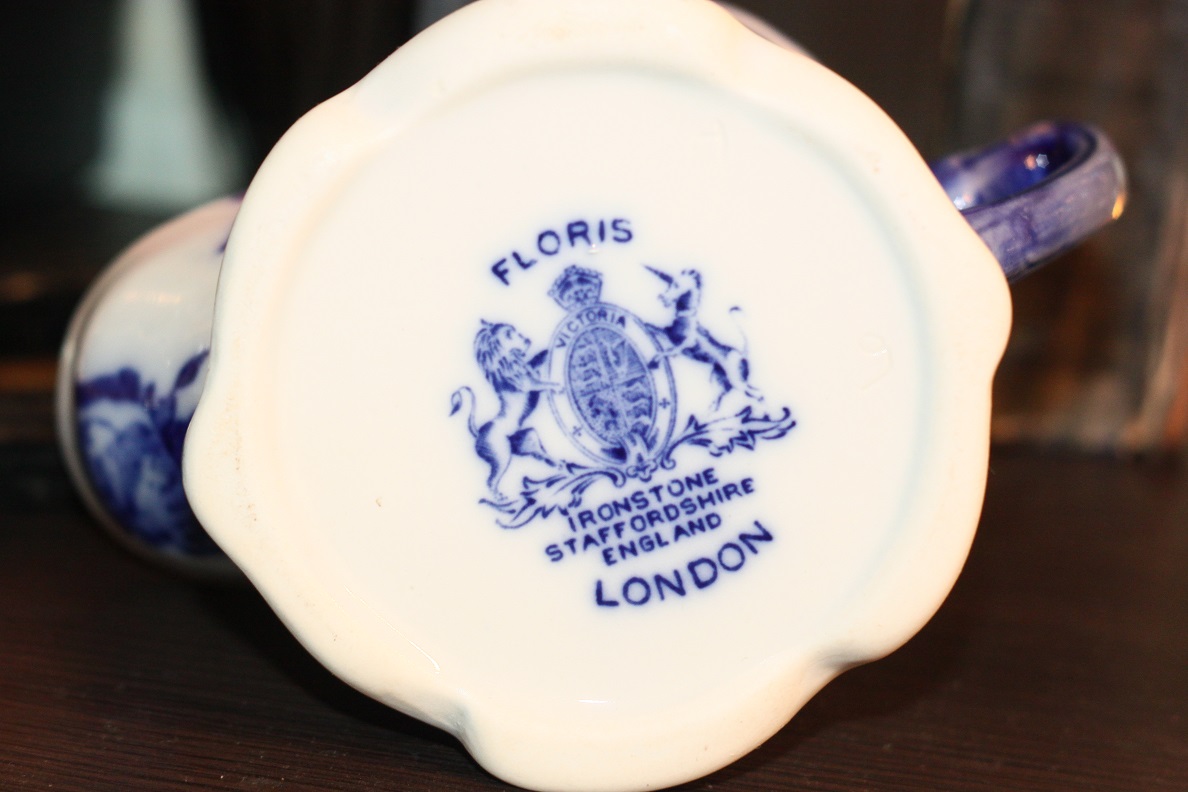 FLORIS
VICTORIA
IRONSTONE
STAFFORDSHIRE
ENGLAND
LONDON